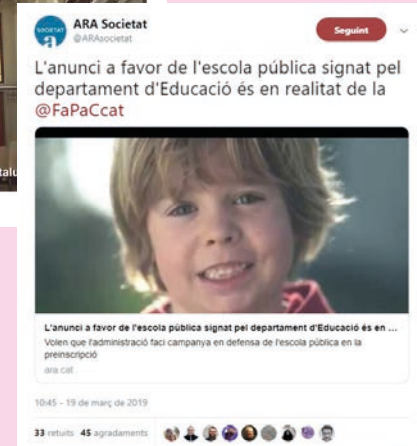 ARA Societat
@ARAsocietat
Seguint
L'anunci a favor de l'escola pública signat pel
departament d'Educació és en realitat de la
@FaPaCcat
L'anunci a favor de l'escola pública signat pel departament d'Educació és en ...
Volen que l'administració faci campanya en defensa de l'escola pública en la
preinscripció
ara.cat
10:45 - 19 de març de 2019
33 retuits 45 agradaments